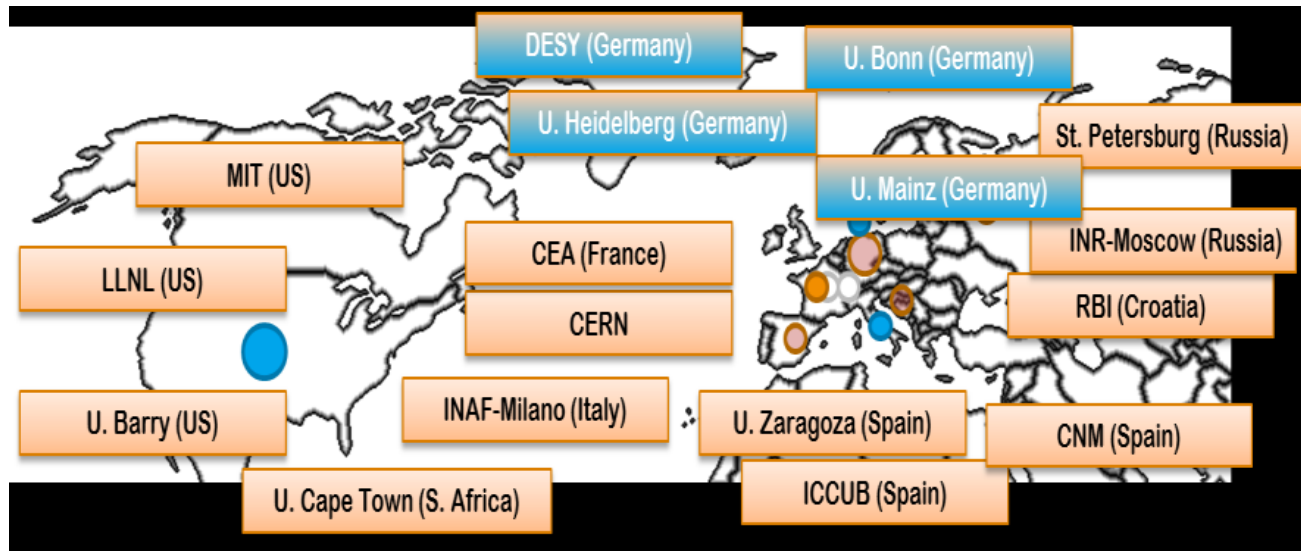 DESY (Germany)
U. Bonn (Germany)
U. Heidelberg (Germany)
St. Petersburg (Russia)
MIT (US)
U. Mainz (Germany)
CEA (France)
INR-Moscow (Russia)
LLNL (US)
RBI (Croatia)
CERN
INAF-Milano (Italy)
U. Barry (US)
U. Zaragoza (Spain)
CNM (Spain)
U. Cape Town (S. Africa)
ICCUB (Spain)